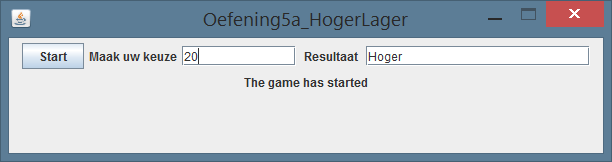 Oefening5a_HogerLager
Start Maak uw keuze 20 Resultaat Hoger
The game has started